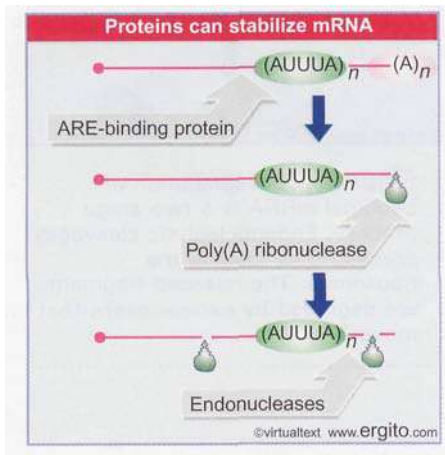 Proteins can stabilize mRNA
(AUUUA)n (A)n
ARE-binding protein
(AUUUA)n
Poly(A) ribonuclease
(AUUUA)n
Endonucleases
©virtualtext www.ergito.com